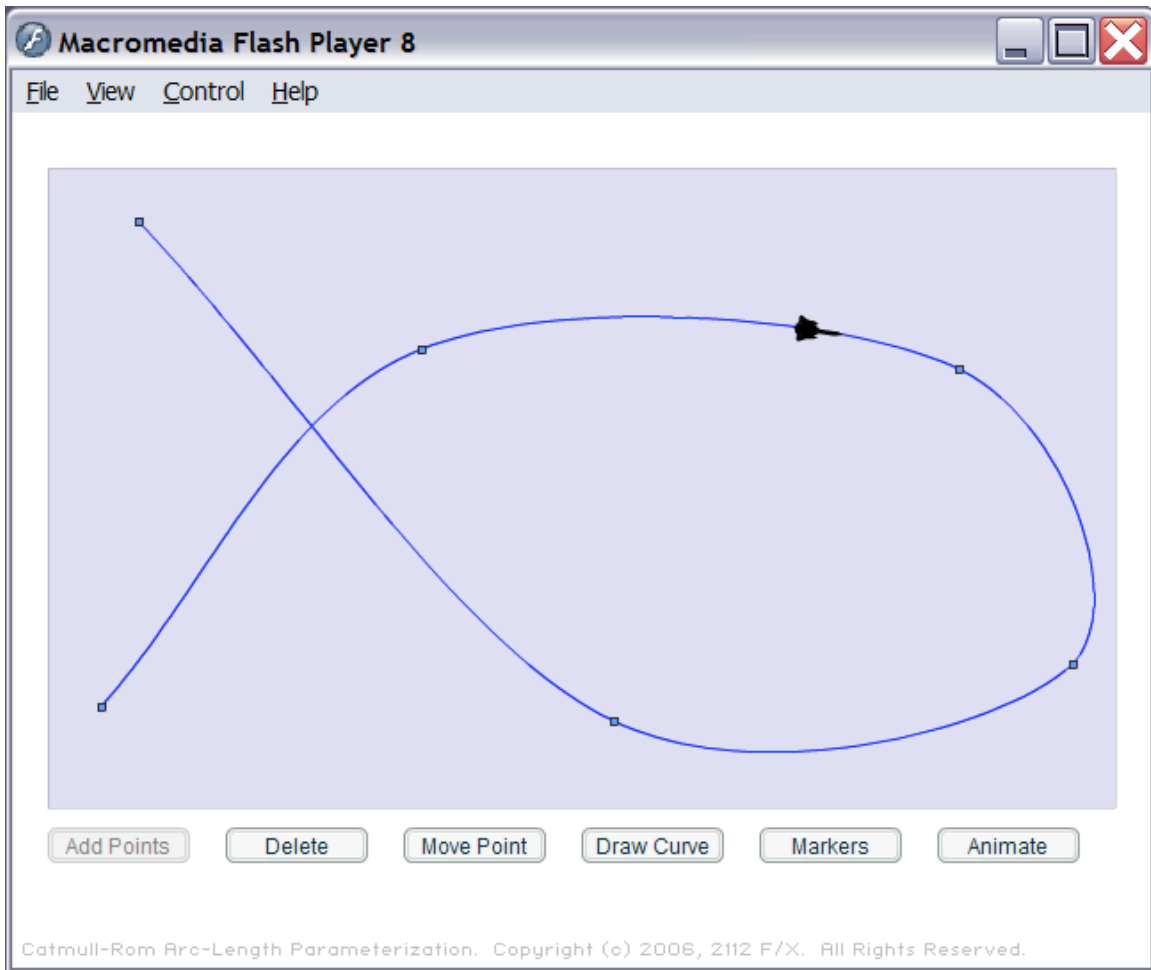 Macromedia Flash Player 8
File View Control Help
Add Points Delete Move Point Draw Curve Markers Animate
Catmull-Rom Arc-Length Parameterization. Copyright (c) 2006, 2112 F/X. All Rights Reserved.